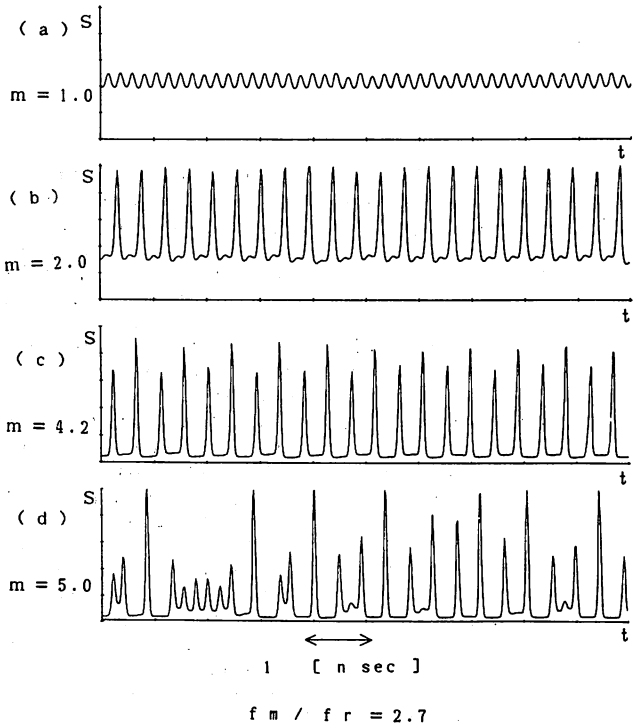 ( a )
S
m = 1.0
t
( b )
S
m = 2.0
t
( c )
S
m = 4.2
t
( d )
S
m = 5.0
t
1 [ n sec ]
f m / f r = 2.7